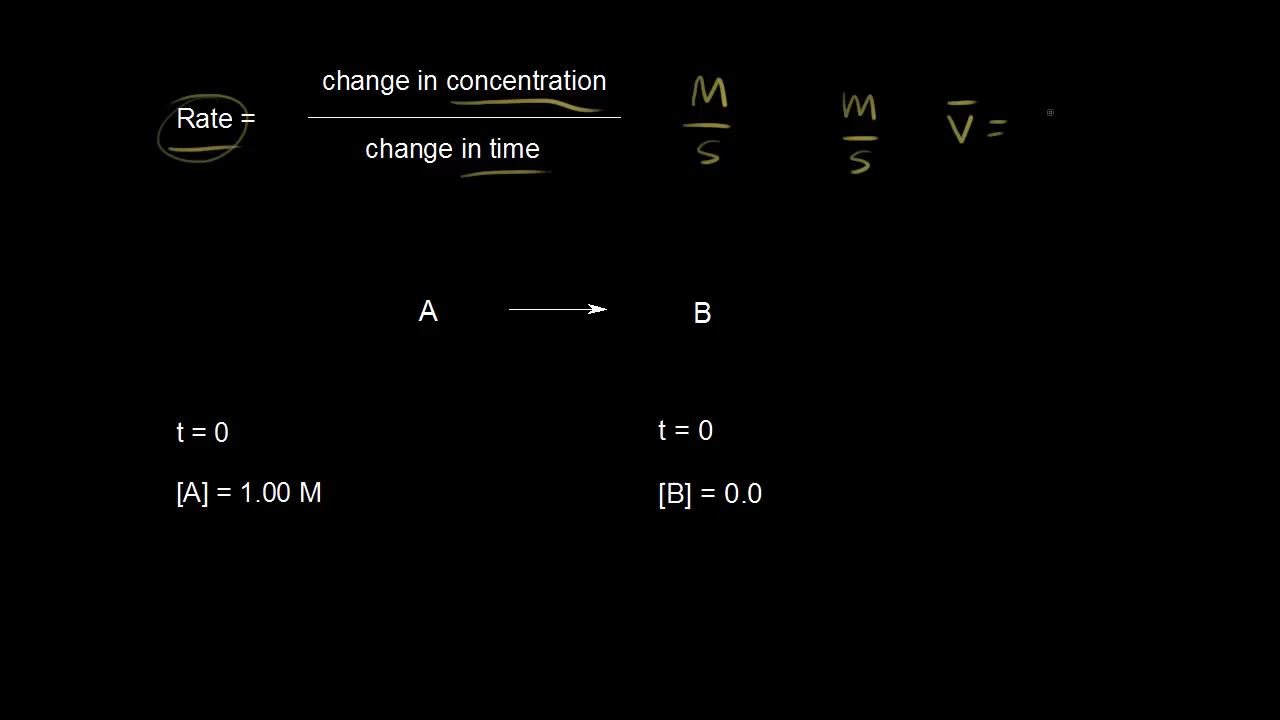 change in concentration
Rate =
change in time
M
s
m
s
v̄ =
A
B
t = 0
t = 0
[A] = 1.00 M
[B] = 0.0